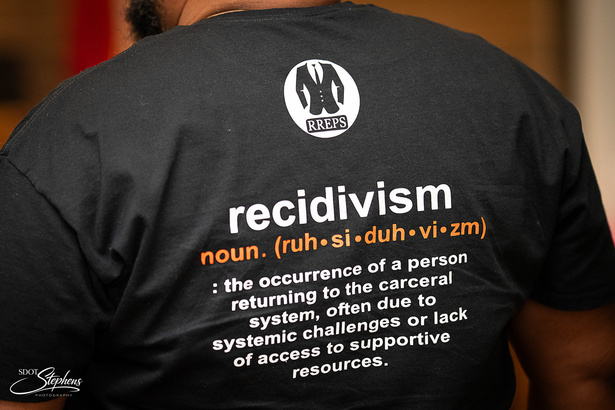 RREPS
recidivism
noun. (ruh•si•duh•vi•zm)
: the occurrence of a person
returning to the carceral
system, often due to
systemic challenges or lack
of access to supportive
resources.
SDOT
Stephens
PHOTOGRAPHY